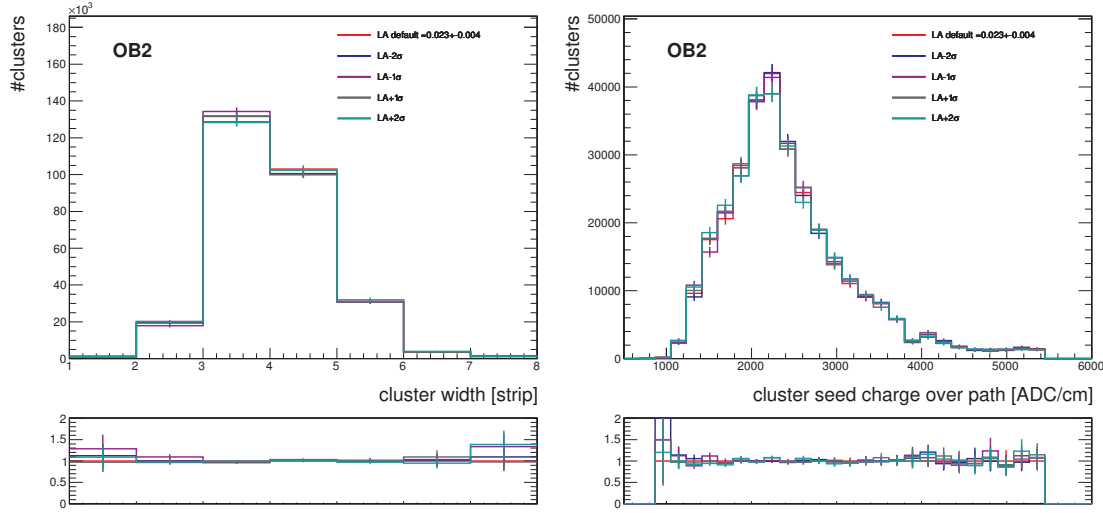 ×10³
180
160
140
120
100
80
60
40
20
0
#clusters
OB2
LA default =0.023+-0.004
LA-2σ
LA-1σ
LA+1σ
LA+2σ
1 2 3 4 5 6 7 8
cluster width [strip]
2
1.5
1
0.5
0
50000
40000
30000
20000
10000
0
#clusters
OB2
LA default =0.023+-0.004
LA-2σ
LA-1σ
LA+1σ
LA+2σ
1000 2000 3000 4000 5000 6000
cluster seed charge over path [ADC/cm]
2
1.5
1
0.5
0